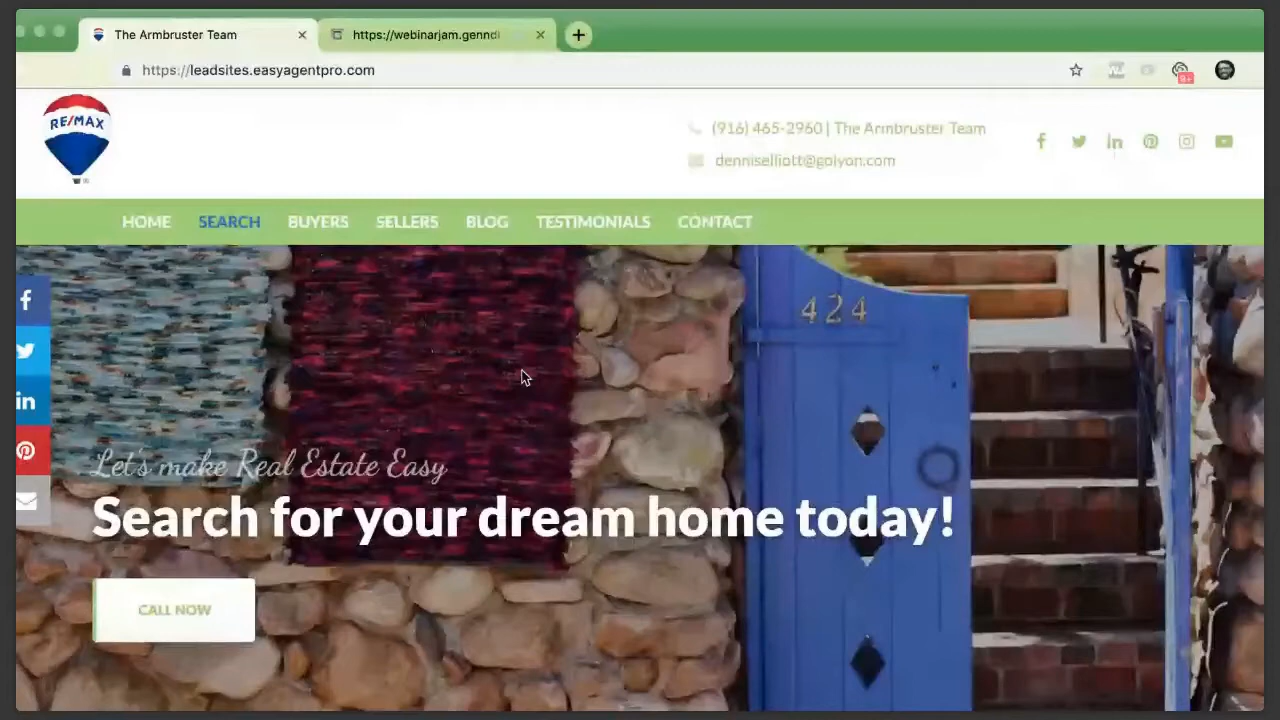 The Armbruster Team
https://webinarjam.genndi
https://leadsites.easyagentpro.com
9+
RE/MAX
(916) 465-2960 | The Armbruster Team
denniselliott@golyon.com
HOME SEARCH BUYERS SELLERS BLOG TESTIMONIALS CONTACT
424
Let's make Real Estate Easy
Search for your dream home today!
CALL NOW